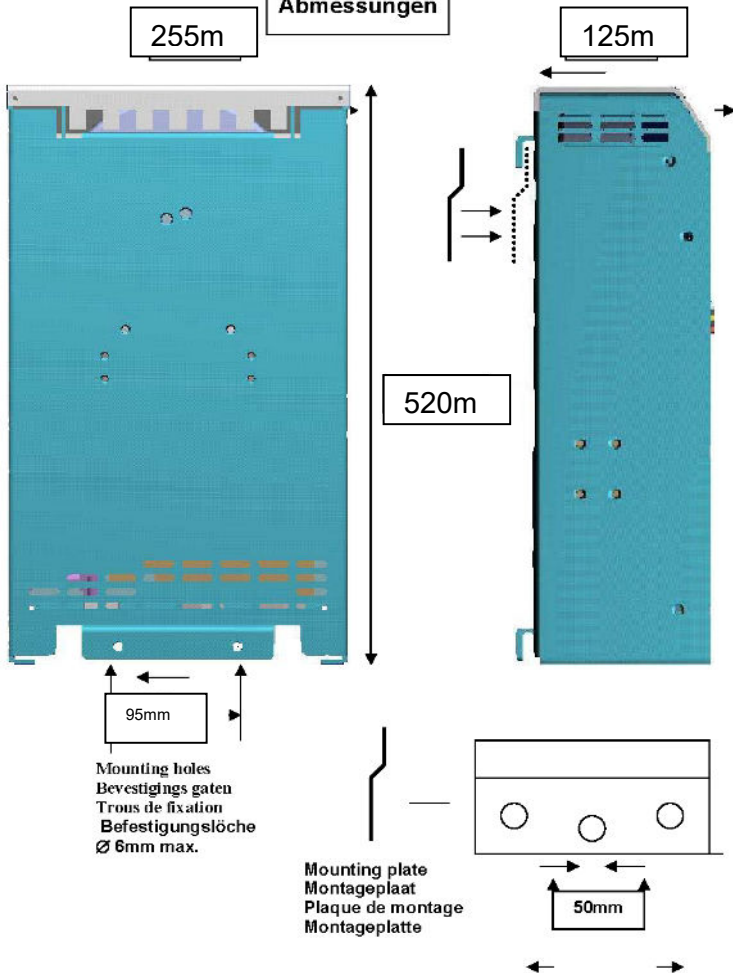 Abmessungen
255m
125m
520m
95mm
Mounting holes
Bevestigings gaten
Trous de fixation
Befestigungslöche
Ø 6mm max.
Mounting plate
Montageplaat
Plaque de montage
Montageplatte
50mm